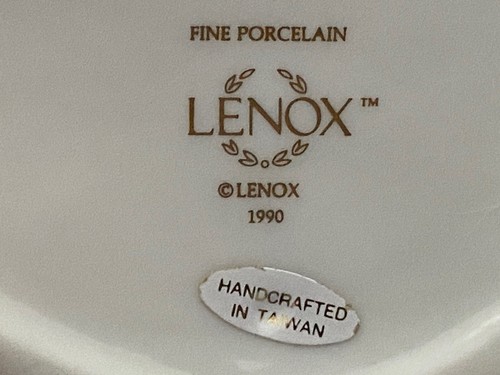 FINE PORCELAIN
LENOX™
©LENOX
1990
HANDCRAFTED
IN TAIWAN